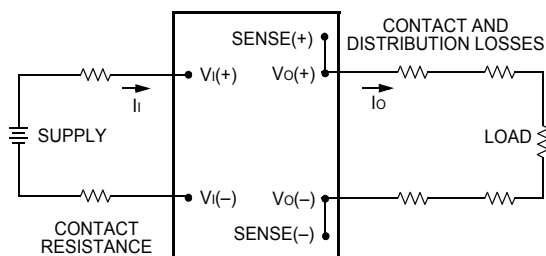 CONTACT AND
DISTRIBUTION LOSSES
SENSE(+)
VI(+)
VO(+)
II
IO
SUPPLY
LOAD
VI(–)
VO(–)
CONTACT
RESISTANCE
SENSE(–)